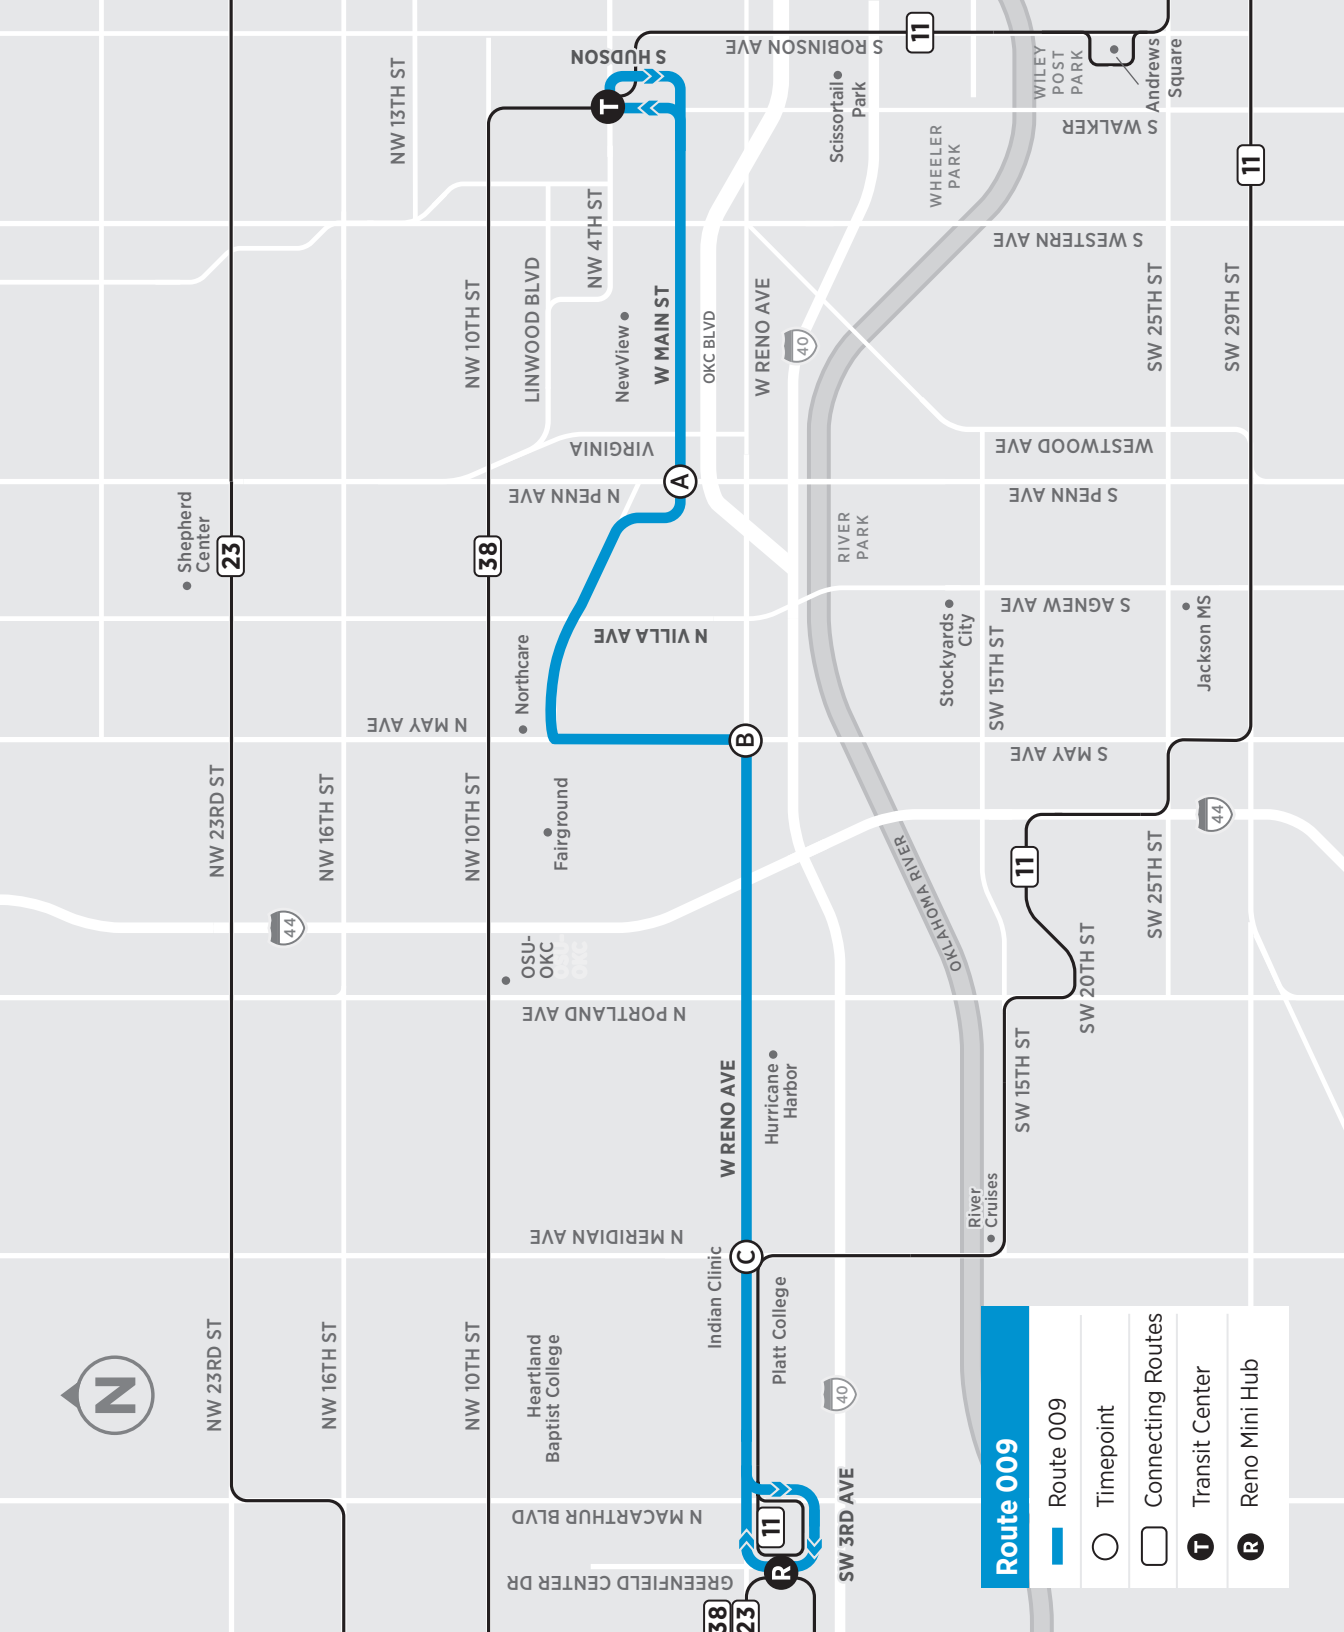 N
NW 23RD ST
NW 16TH ST
NW 10TH ST
Heartland
Baptist College
N MACARTHUR BLVD
GREENFIELD CENTER DR
38
23
R
11
SW 3RD AVE
Indian Clinic
Platt College
40
C
N MERIDIAN AVE
W RENO AVE
Hurricane
Harbor
River
Cruises
SW 15TH ST
N PORTLAND AVE
OSU-
OKC
OSU-
OKC
44
NW 23RD ST
NW 16TH ST
NW 10TH ST
Fairground
OKLAHOMA RIVER
SW 20TH ST
11
SW 25TH ST
44
B
N MAY AVE
S MAY AVE
Northcare
N VILLA AVE
Stockyards
City
SW 15TH ST
S AGNEW AVE
Jackson MS
Shepherd
Center
23
38
RIVER
PARK
N PENN AVE
S PENN AVE
A
VIRGINIA
WESTWOOD AVE
NW 10TH ST
LINWOOD BLVD
NW 4TH ST
NewView
W MAIN ST
OKC BLVD
W RENO AVE
40
S WESTERN AVE
SW 25TH ST
SW 29TH ST
NW 13TH ST
T
S HUDSON
S ROBINSON AVE
11
Scissortail
Park
WHEELER
PARK
S WALKER
WILEY
POST
PARK
Andrews
Square
11
Route 009
Route 009
Timepoint
Connecting Routes
T Transit Center
R Reno Mini Hub